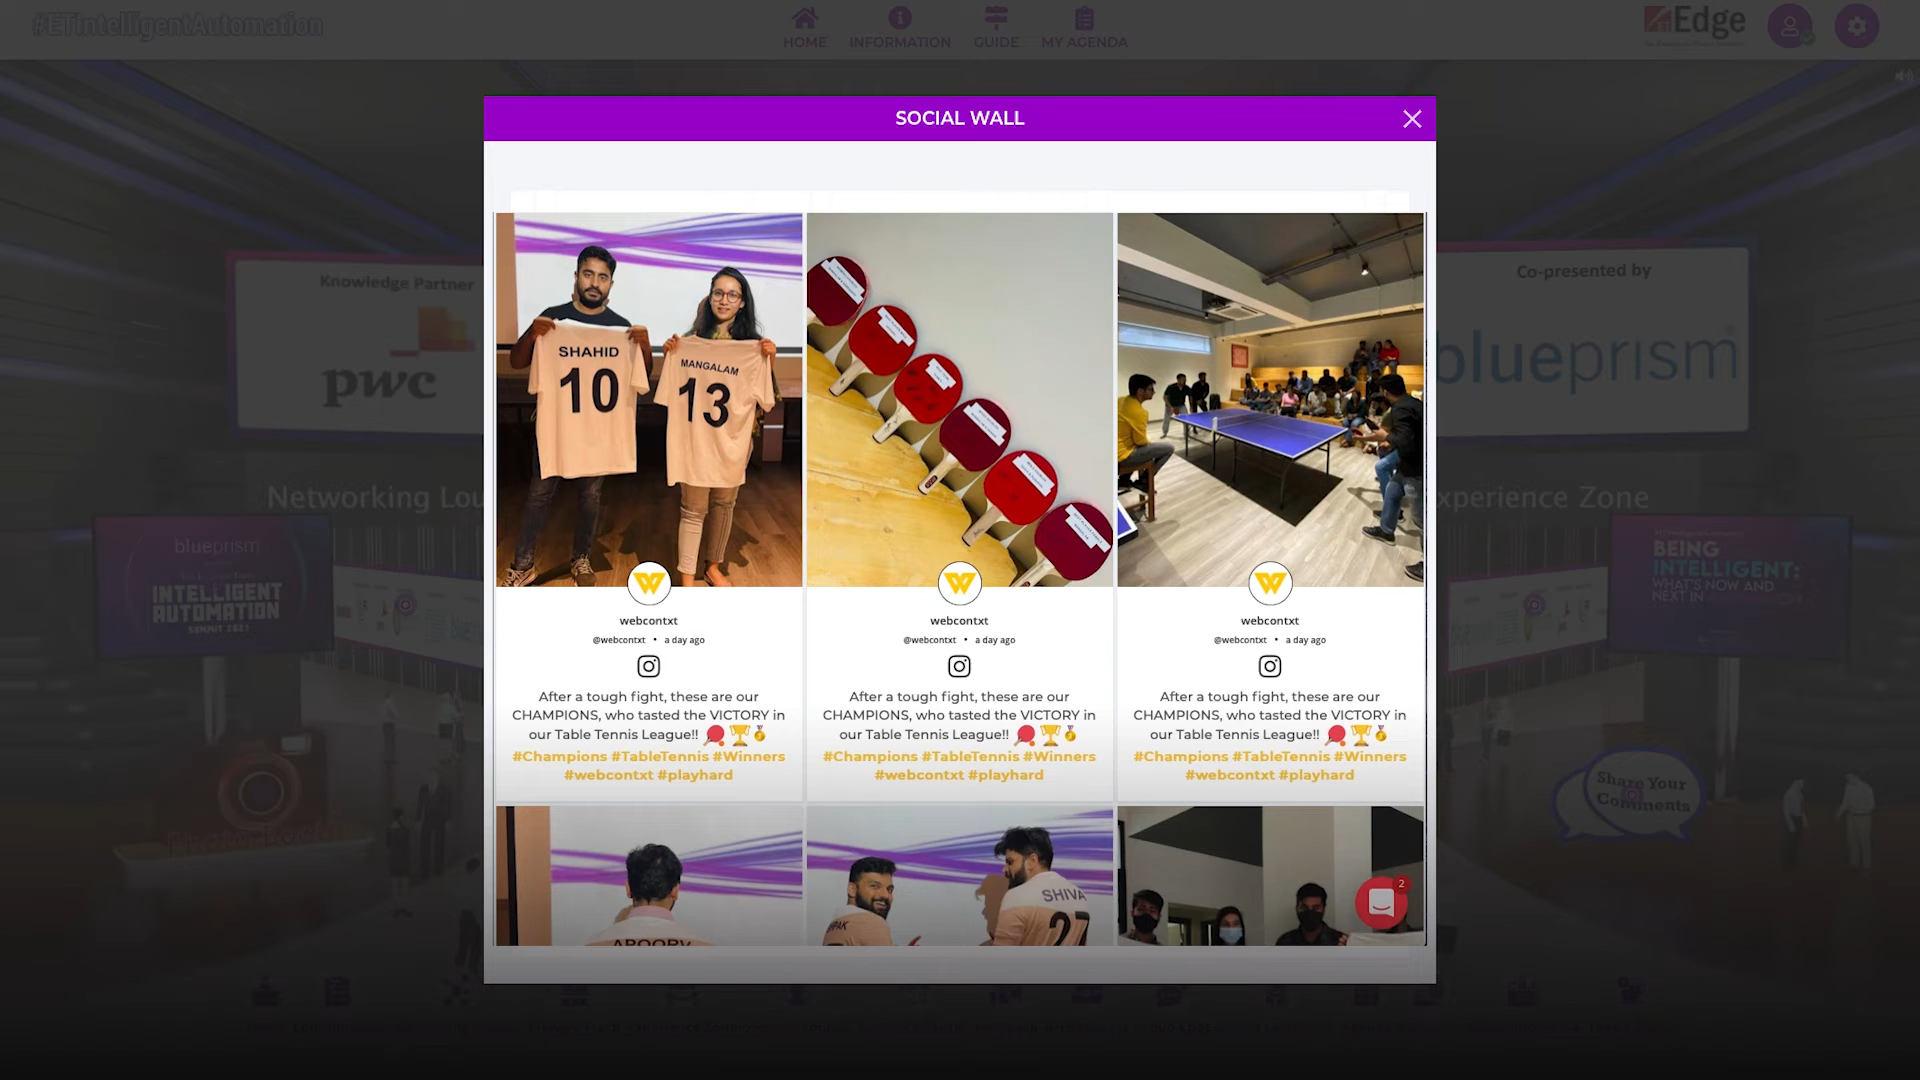 #ETIntelligentAutomation
HOME
INFORMATION
GUIDE
MY AGENDA
Edge
SOCIAL WALL
Knowledge Partner
pwc
Co-presented by
blueprism
Networking Lou
xperience Zone
SHAHID
10
MANGALAM
13
blueprism
INTELLIGENT
AUTOMATION
SUMMIT 2021
BEING
INTELLIGENT:
WHAT'S NOW AND
NEXT IN
webcontxt
@webcontxt • a day ago
After a tough fight, these are our
CHAMPIONS, who tasted the VICTORY in
our Table Tennis League!! 🏓🏆🏅
#Champions #TableTennis #Winners
#webcontxt #playhard
webcontxt
@webcontxt • a day ago
After a tough fight, these are our
CHAMPIONS, who tasted the VICTORY in
our Table Tennis League!! 🏓🏆🏅
#Champions #TableTennis #Winners
#webcontxt #playhard
webcontxt
@webcontxt • a day ago
After a tough fight, these are our
CHAMPIONS, who tasted the VICTORY in
our Table Tennis League!! 🏓🏆🏅
#Champions #TableTennis #Winners
#webcontxt #playhard
Share Your
Comments
APOORV
PAK
SHIVA
27
2